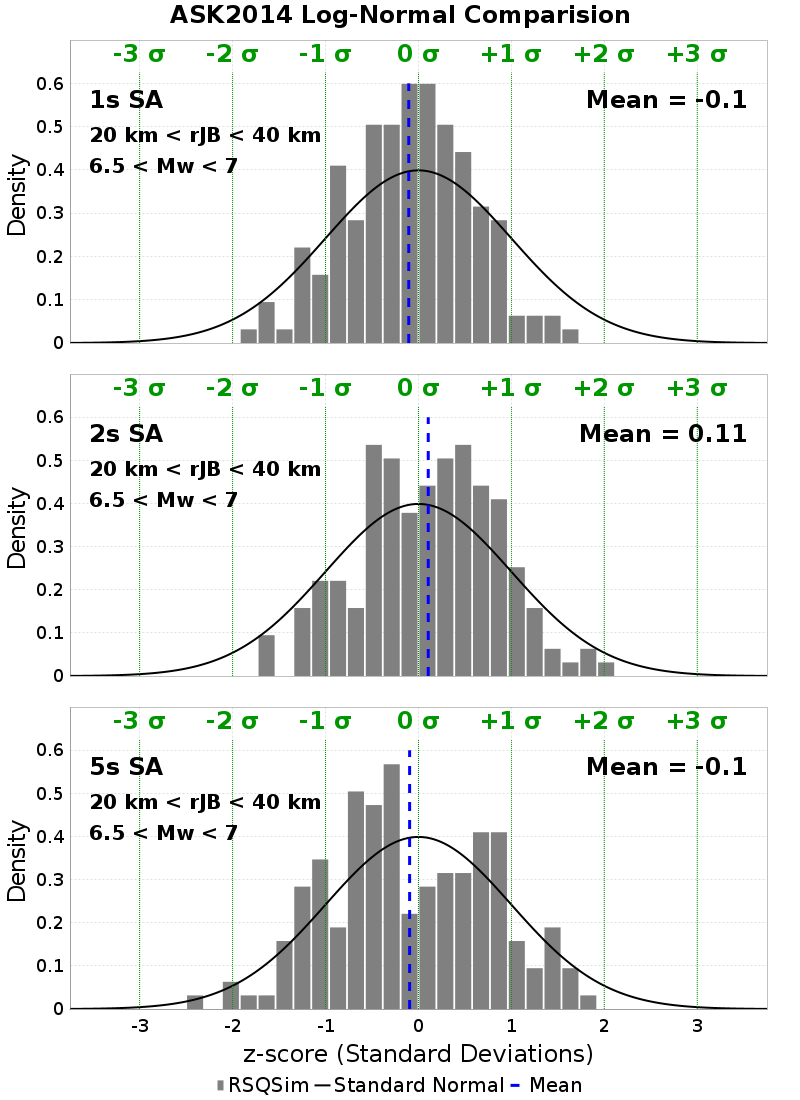 ASK2014 Log-Normal Comparision
-3 σ -2 σ -1 σ 0 σ +1 σ +2 σ +3 σ
1s SA
Mean = -0.1
20 km < rJB < 40 km
6.5 < Mw < 7
0.6
0.5
0.4
0.3
0.2
0.1
0
Density
-3 σ -2 σ -1 σ 0 σ +1 σ +2 σ +3 σ
2s SA
Mean = 0.11
20 km < rJB < 40 km
6.5 < Mw < 7
0.6
0.5
0.4
0.3
0.2
0.1
0
Density
-3 σ -2 σ -1 σ 0 σ +1 σ +2 σ +3 σ
5s SA
Mean = -0.1
20 km < rJB < 40 km
6.5 < Mw < 7
0.6
0.5
0.4
0.3
0.2
0.1
0
Density
-3 -2 -1 0 1 2 3
z-score (Standard Deviations)
RSQSim Standard Normal Mean